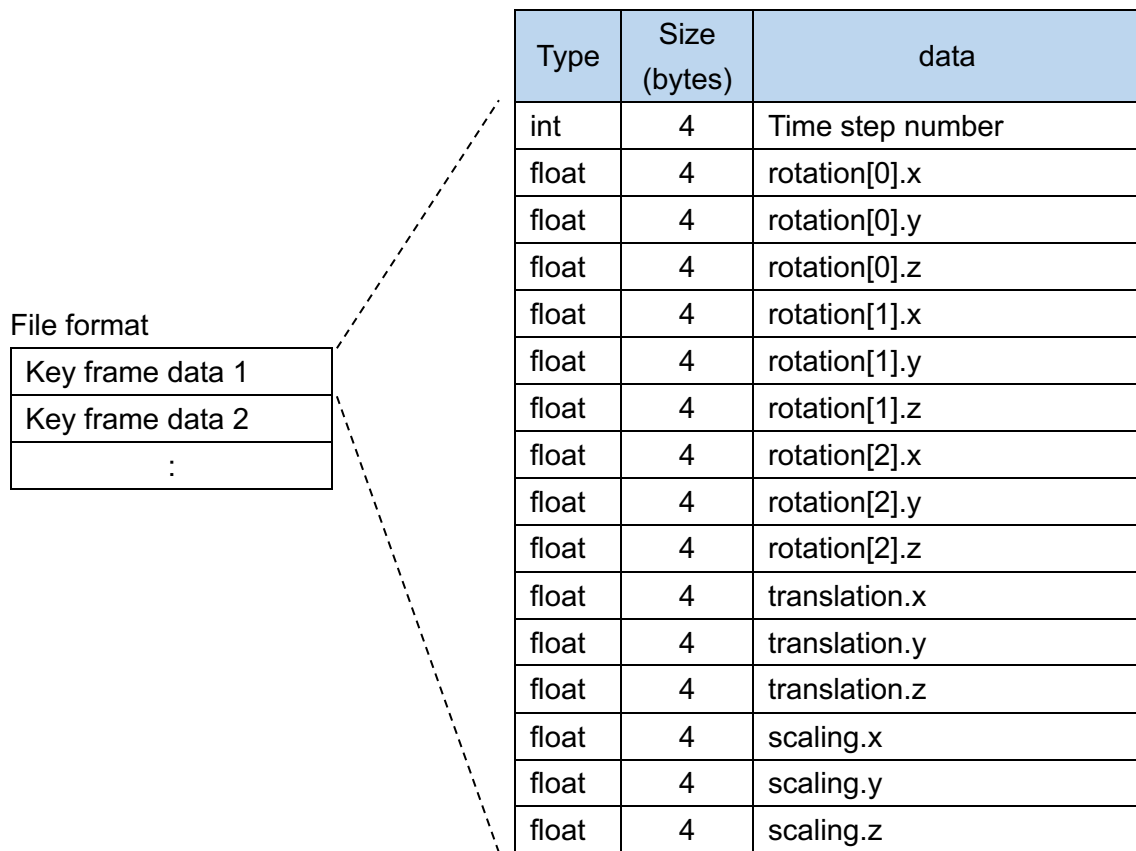 Type Size (bytes) data
int 4 Time step number
float 4 rotation[0].x
float 4 rotation[0].y
float 4 rotation[0].z
float 4 rotation[1].x
float 4 rotation[1].y
float 4 rotation[1].z
float 4 rotation[2].x
float 4 rotation[2].y
float 4 rotation[2].z
float 4 translation.x
float 4 translation.y
float 4 translation.z
float 4 scaling.x
float 4 scaling.y
float 4 scaling.z
File format
Key frame data 1
Key frame data 2
: